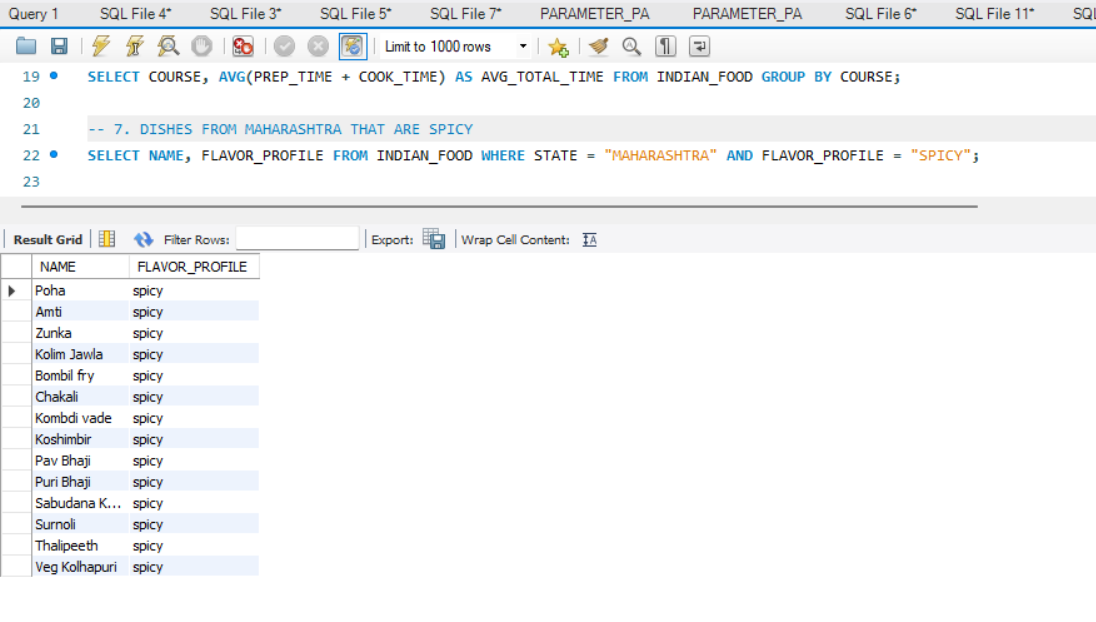 Query 1 SQL File 4* SQL File 3* SQL File 5* SQL File 7* PARAMETER_PA PARAMETER_PA SQL File 6* SQL File 11* SQL
Limit to 1000 rows
19 SELECT COURSE, AVG(PREP_TIME + COOK_TIME) AS AVG_TOTAL_TIME FROM INDIAN_FOOD GROUP BY COURSE;
20
21 -- 7. DISHES FROM MAHARASHTRA THAT ARE SPICY
22 SELECT NAME, FLAVOR_PROFILE FROM INDIAN_FOOD WHERE STATE = "MAHARASHTRA" AND FLAVOR_PROFILE = "SPICY";
23
Result Grid Filter Rows: Export: Wrap Cell Content:
NAME FLAVOR_PROFILE
Poha spicy
Amti spicy
Zunka spicy
Kolim Jawla spicy
Bombil fry spicy
Chakali spicy
Kombdi vade spicy
Koshimbir spicy
Pav Bhaji spicy
Puri Bhaji spicy
Sabudana K... spicy
Surnoli spicy
Thalipeeth spicy
Veg Kolhapuri spicy